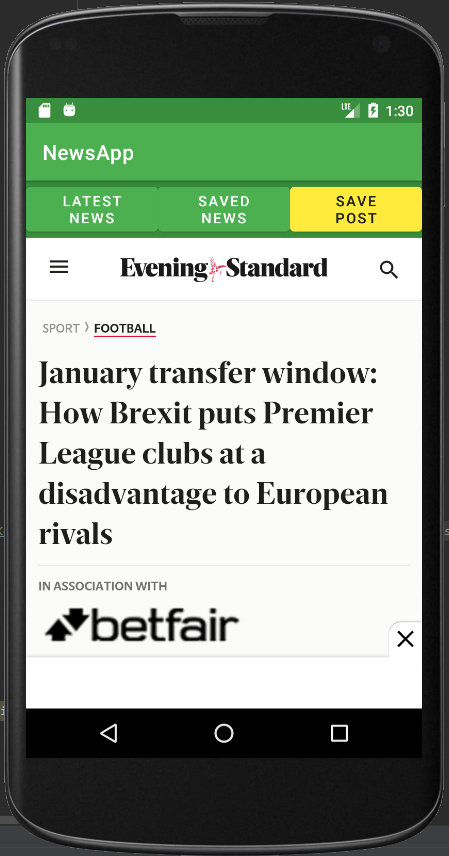 LTE 1:30
NewsApp
LATEST SAVED SAVE
NEWS NEWS POST
Evening Standard
SPORT 〉 FOOTBALL
January transfer window:
How Brexit puts Premier
League clubs at a
disadvantage to European
rivals
IN ASSOCIATION WITH
betfair